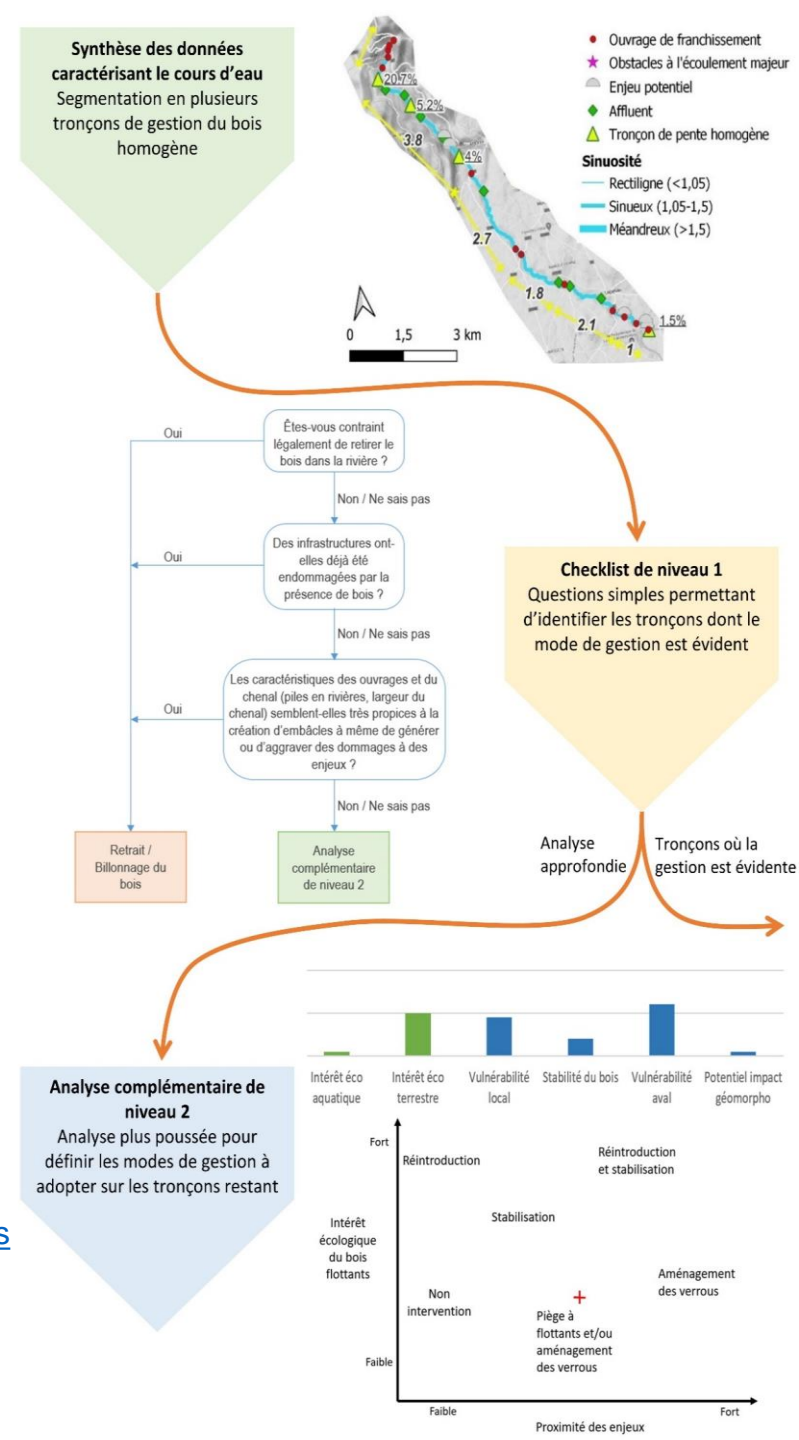 Synthèse des données
caractérisant le cours d'eau
Segmentation en plusieurs
tronçons de gestion du bois
homogène
20.7%
5.2%
4%
3.8
2.7
1.8
2.1
1
1.5%
Ouvrage de franchissement
Obstacles à l'écoulement majeur
Enjeu potentiel
Affluent
Tronçon de pente homogène
Sinuosité
Rectiligne (<1,05)
Sinueux (1,05-1,5)
Méandreux (>1,5)
0 1,5 3 km
Êtes-vous contraint
légalement de retirer le
bois dans la rivière ?
Oui
Non / Ne sais pas
Des infrastructures ont-
elles déjà été
endommagées par la
présence de bois ?
Oui
Non / Ne sais pas
Les caractéristiques des ouvrages et du
chenal (piles en rivières, largeur du
chenal) semblent-elles très propices à la
création d'embâcles à même de générer
ou d'aggraver des dommages à des
enjeux ?
Oui
Non / Ne sais pas
Retrait /
Billonnage du
bois
Analyse
complémentaire
de niveau 2
Checklist de niveau 1
Questions simples permettant
d'identifier les tronçons dont le
mode de gestion est évident
Analyse
approfondie
Tronçons où la
gestion est évidente
Analyse complémentaire de
niveau 2
Analyse plus poussée pour
définir les modes de gestion à
adopter sur les tronçons restant
s
Intérêt éco
aquatique
Intérêt éco
terrestre
Vulnérabilité
local
Stabilité du bois
Vulnérabilité
aval
Potentiel impact
géomorpho
Fort
Intérêt
écologique
du bois
flottants
Faible
Réintroduction
Réintroduction
et stabilisation
Stabilisation
Non
intervention
Piège à
flottants et/ou
aménagement
des verrous
Aménagement
des verrous
Faible
Fort
Proximité des enjeux